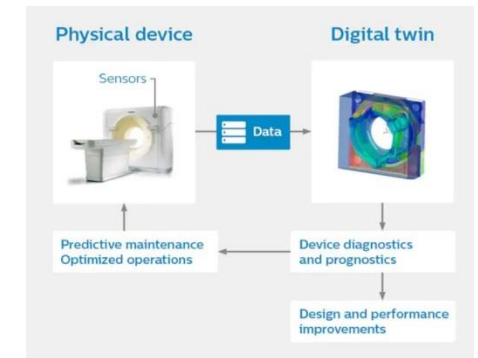 Physical device
Digital twin
Sensors
Data
Predictive maintenance
Optimized operations
Device diagnostics
and prognostics
Design and performance
improvements